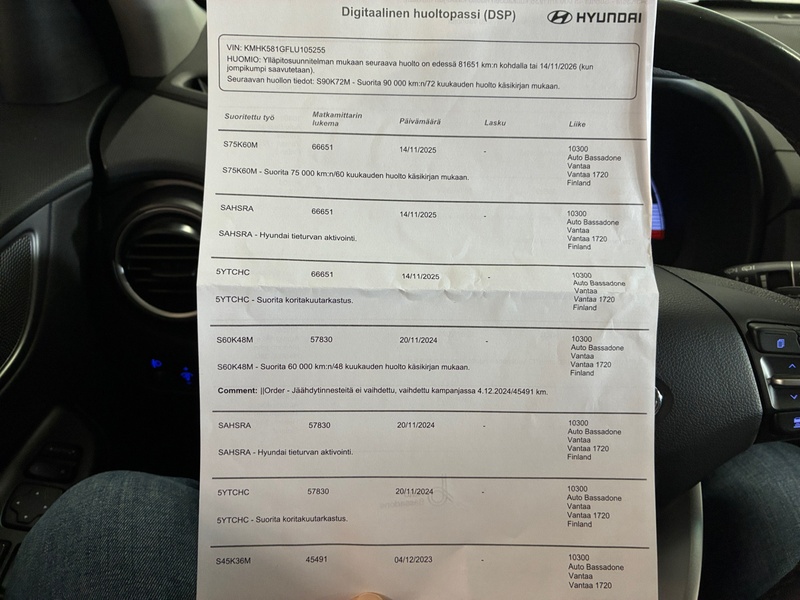 Digitaalinen huoltopassi (DSP)
HYUNDAI
VIN: KMHK581GFLU105255
HUOMIO: Ylläpitosuunnitelman mukaan seuraava huolto on edessä 81651 km:n kohdalla tai 14/11/2026 (kun
jompikumpi saavutetaan).
Seuraavan huollon tiedot: S90K72M - Suorita 90 000 km:n/72 kuukauden huolto käsikirjan mukaan.
Suoritettu työ Matkamittarin lukema Päivämäärä Lasku Liike
S75K60M 66651 14/11/2025 - 10300
Auto Bassadone
Vantaa
Vantaa 1720
Finland
S75K60M - Suorita 75 000 km:n/60 kuukauden huolto käsikirjan mukaan.
SAHSRA 66651 14/11/2025 - 10300
Auto Bassadone
Vantaa
Vantaa 1720
Finland
SAHSRA - Hyundai tieturvan aktivointi.
5YTCHC 66651 14/11/2025 - 10300
Auto Bassadone
Vantaa
Vantaa 1720
Finland
5YTCHC - Suorita koritakuutarkastus.
S60K48M 57830 20/11/2024 - 10300
Auto Bassadone
Vantaa
Vantaa 1720
Finland
S60K48M - Suorita 60 000 km:n/48 kuukauden huolto käsikirjan mukaan.
Comment: ||Order - Jäähdytinnesteitä ei vaihdettu, vaihdettu kampanjassa 4.12.2024/45491 km.
SAHSRA 57830 20/11/2024 - 10300
Auto Bassadone
Vantaa
Vantaa 1720
Finland
SAHSRA - Hyundai tieturvan aktivointi.
5YTCHC 57830 20/11/2024 - 10300
Auto Bassadone
Vantaa
Vantaa 1720
Finland
5YTCHC - Suorita koritakuutarkastus.
S45K36M 45491 04/12/2023 - 10300
Auto Bassadone
Vantaa
Vantaa 1720